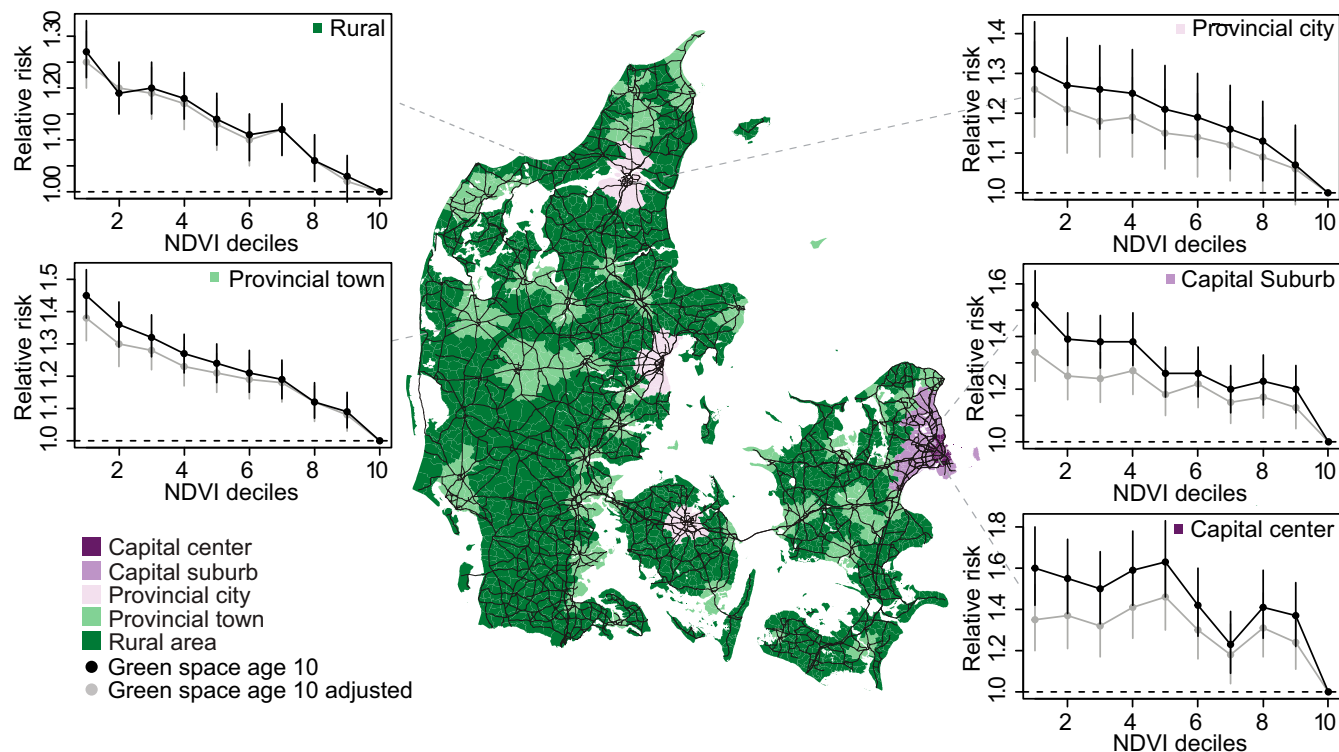 Rural
Relative risk
1.00 1.10 1.20 1.30
2 4 6 8 10
NDVI deciles
Provincial town
Relative risk
1.0 1.1 1.2 1.3 1.4 1.5
2 4 6 8 10
NDVI deciles
Capital center
Capital suburb
Provincial city
Provincial town
Rural area
Green space age 10
Green space age 10 adjusted
Provincial city
Relative risk
1.0 1.1 1.2 1.3 1.4
2 4 6 8 10
NDVI deciles
Capital Suburb
Relative risk
1.0 1.2 1.4 1.6
2 4 6 8 10
NDVI deciles
Capital center
Relative risk
1.0 1.2 1.4 1.6 1.8
2 4 6 8 10
NDVI deciles